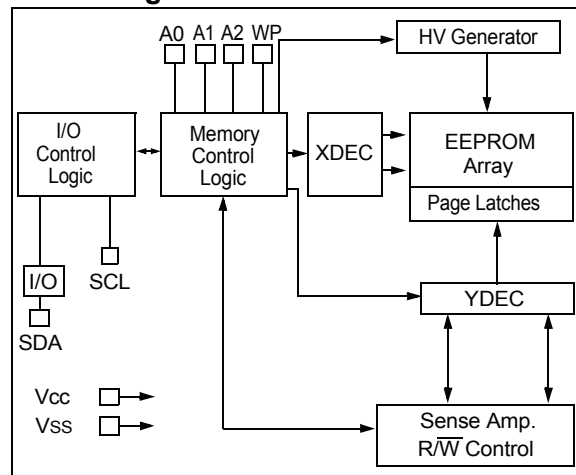 A0 A1 A2 WP
HV Generator
I/O
Control
Logic
Memory
Control
Logic
XDEC
EEPROM
Array
Page Latches
I/O
SCL
SDA
YDEC
Vcc
Vss
Sense Amp.
R/W̅ Control